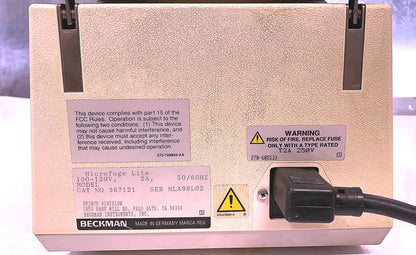 This device complies with part 15 of the
FCC Rules. Operation is subject to the
following two conditions: (1) This device
may not cause harmful interference, and
(2) this device must accept any inter-
ference received, including interference
that may cause undesired operation.
WARNING
RISK OF FIRE, REPLACE FUSE
ONLY WITH A TYPE RATED
T2A 250V
Microfuge Lite
100-120V, 2A, 50/60HZ
MODEL
CAT NO 367121 SER MLA98L02
SPINCO DIVISION
1050 PAGE MILL RD, PALO ALTO, CA 94304
BECKMAN INSTRUMENTS, INC.
BECKMAN MADE IN GERMANY MARCA REG